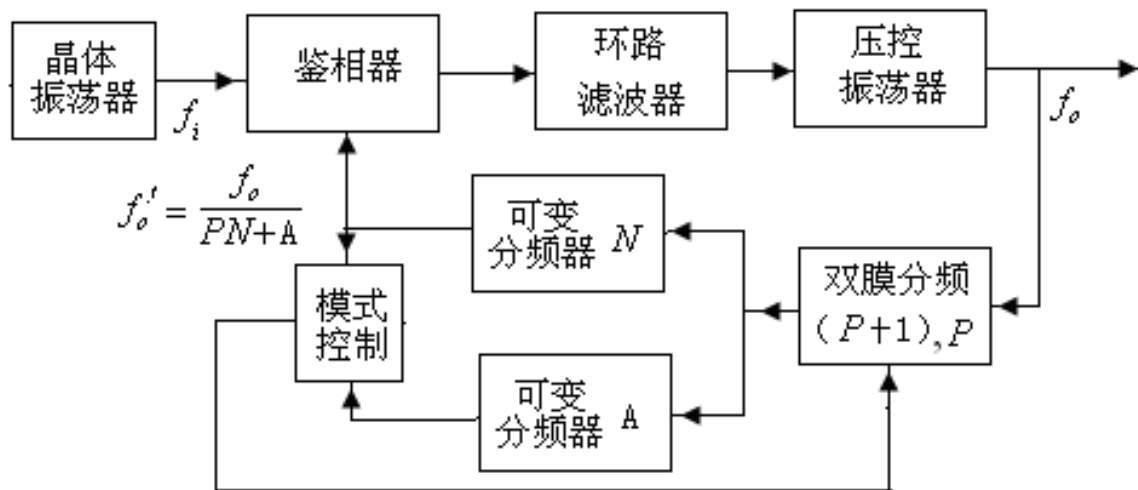 晶体
振荡器
鉴相器
环路
滤波器
压控
振荡器
f_i
f_o
f_o' = f_o / (PN+A)
可变
分频器 N
双膜分频
(P+1),P
模式
控制
可变
分频器 A